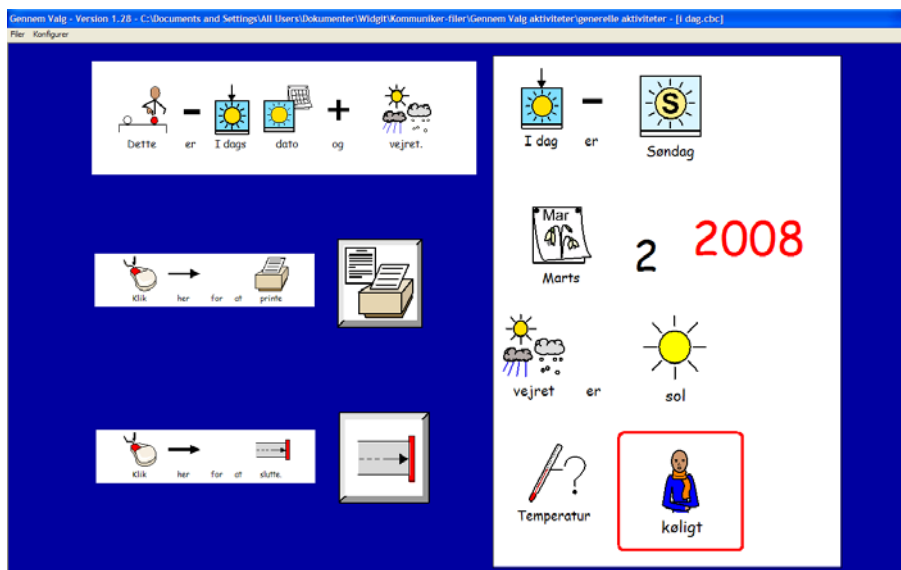 Gennem Valg - Version 1.28 - C:\Documents and Settings\All Users\Dokumenter\Widgit\Kommuniker-filer\Gennem Valg aktiviteter\generelle aktiviteter - [i dag.cbc]
Filer Konfigurer
Dette er I dags dato og vejret.
Klik her for at printe
Klik her for at slutte.
I dag er S Søndag
Mar
Marts 2 2008
vejret er sol
?
Temperatur køligt